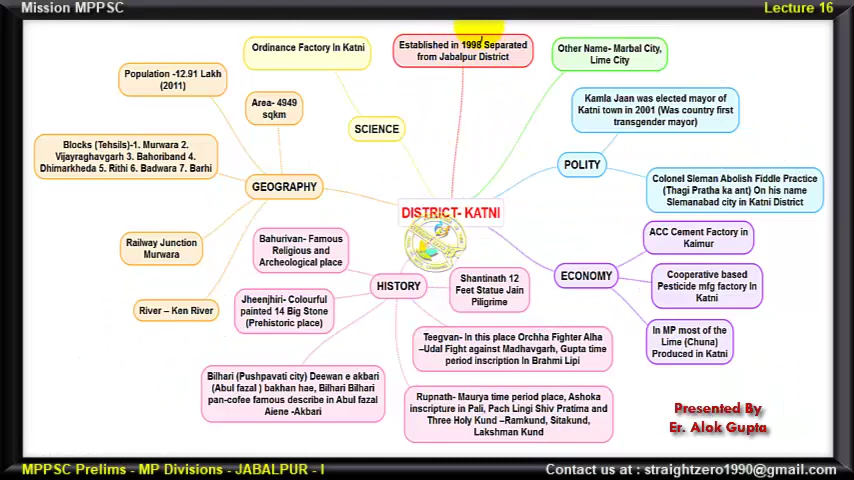 Mission MPPSC
Lecture 16
Ordinance Factory In Katni
Established in 1998 Separated
from Jabalpur District
Other Name- Marbal City,
Lime City
Population -12.91 Lakh
(2011)
Area- 4949
sqkm
SCIENCE
Kamla Jaan was elected mayor of
Katni town in 2001 (Was country first
transgender mayor)
Blocks (Tehsils)-1. Murwara 2.
Vijayraghavgarh 3. Bahoriband 4.
Dhimarkheda 5. Rithi 6. Badwara 7. Barhi
POLITY
GEOGRAPHY
Colonel Sleman Abolish Fiddle Practice
(Thagi Pratha ka ant) On his name
Slemanabad city in Katni District
DISTRICT- KATNI
Railway Junction
Murwara
Bahurivan- Famous
Religious and
Archeological place
ACC Cement Factory in
Kaimur
HISTORY
Shantinath 12
Feet Statue Jain
Piligrime
ECONOMY
Cooperative based
Pesticide mfg factory In
Katni
River – Ken River
Jheenjhiri- Colourful
painted 14 Big Stone
(Prehistoric place)
Teegvan- In this place Orchha Fighter Alha
–Udal Fight against Madhavgarh, Gupta time
period inscription In Brahmi Lipi
In MP most of the
Lime (Chuna)
Produced in Katni
Bilhari (Pushpavati city) Deewan e akbari
(Abul fazal ) bakhan hae, Bilhari Bilhari
pan-cofee famous describe in Abul fazal
Aiene -Akbari
Rupnath- Maurya time period place, Ashoka
inscripture in Pali, Pach Lingi Shiv Pratima and
Three Holy Kund –Ramkund, Sitakund,
Lakshman Kund
Presented By
Er. Alok Gupta
MPPSC Prelims - MP Divisions - JABALPUR - I
Contact us at : straightzero1990@gmail.com